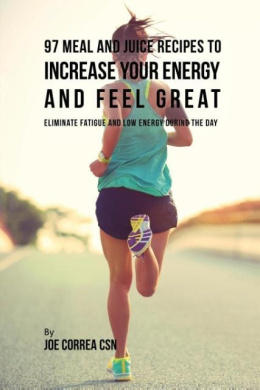 97 MEAL AND JUICE RECIPES TO
INCREASE YOUR ENERGY
AND FEEL GREAT
ELIMINATE FATIGUE AND LOW ENERGY DURING THE DAY
By
JOE CORREA CSN